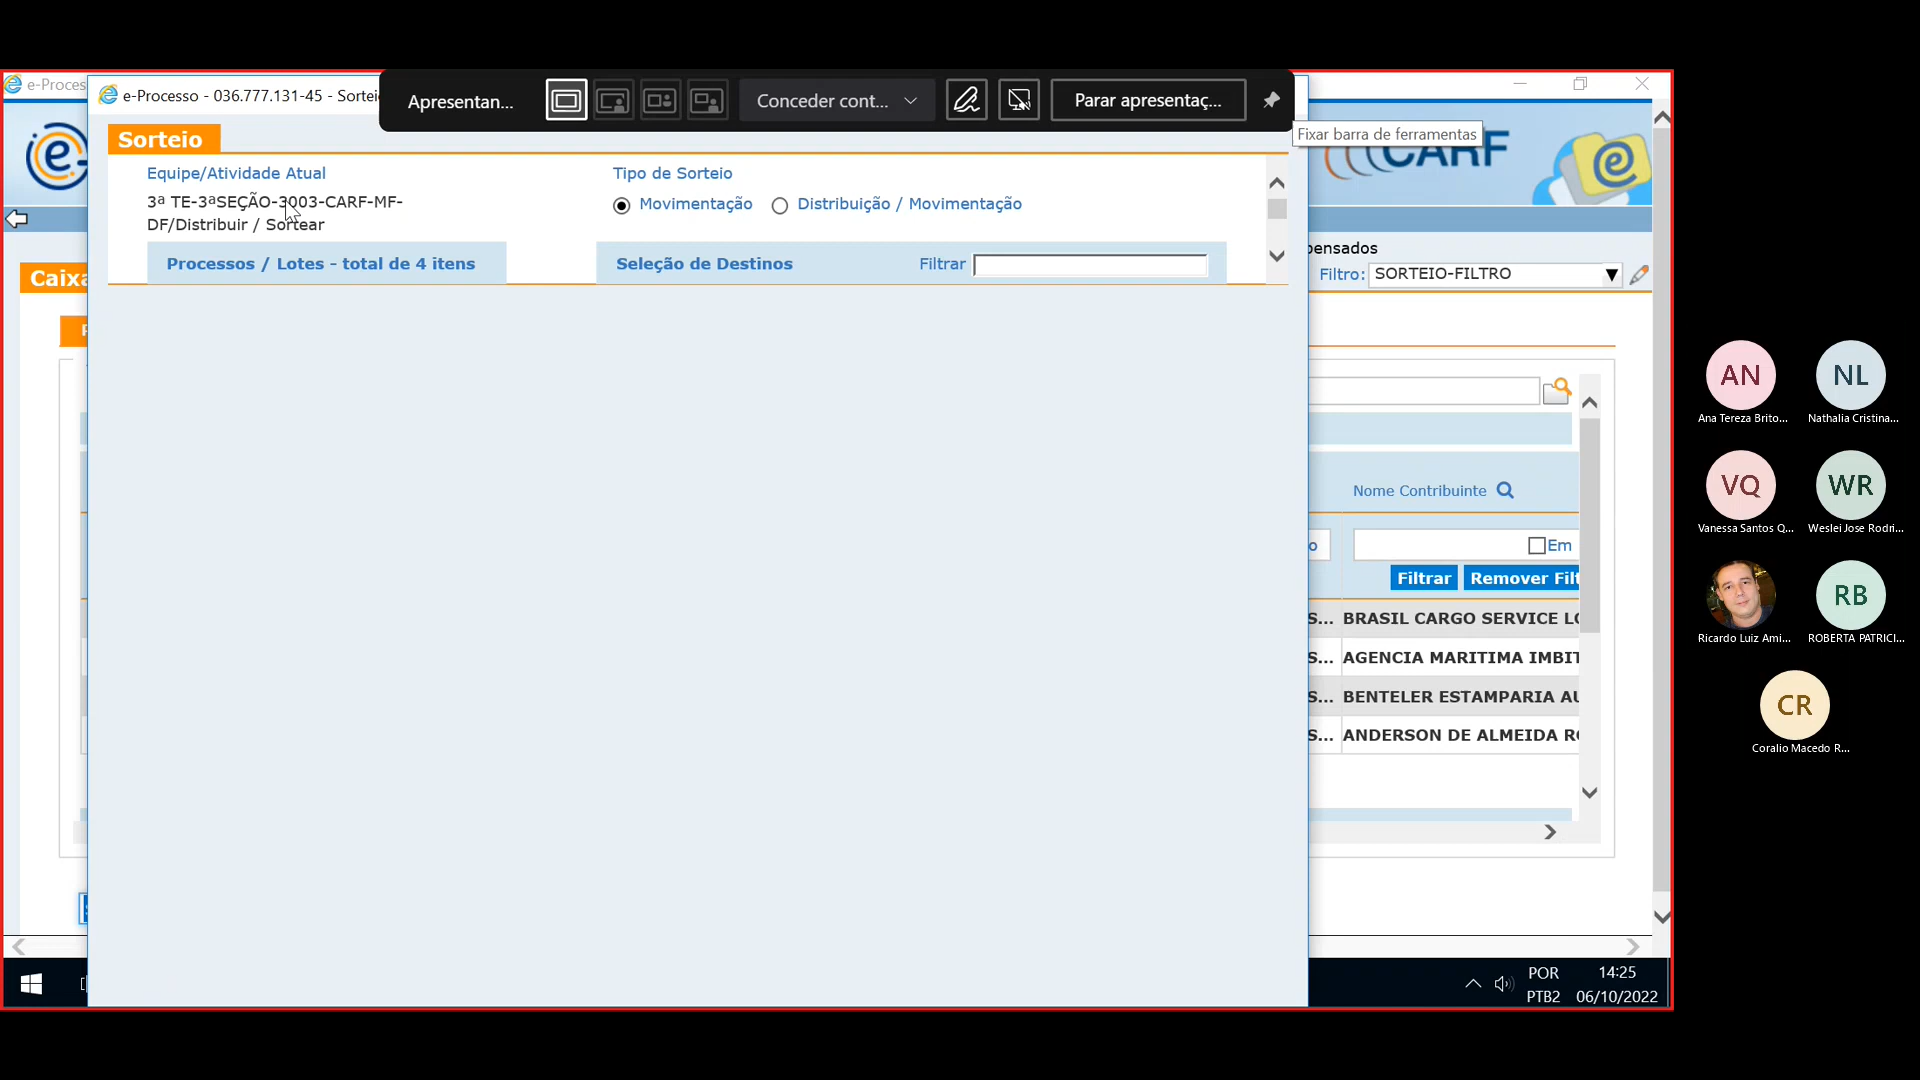 e-Proces
e-Processo - 036.777.131-45 - Sortei
Apresentan...
Conceder cont...
Parar apresentaç...
Fixar barra de ferramentas
CARF
Sorteio
Equipe/Atividade Atual
Tipo de Sorteio
3ª TE-3ªSEÇÃO-3003-CARF-MF-
DF/Distribuir / Sortear
Movimentação
Distribuição / Movimentação
Processos / Lotes - total de 4 itens
Seleção de Destinos
Filtrar
pensados
Filtro: SORTEIO-FILTRO
Caixa
Nome Contribuinte
o
Em
Filtrar
Remover Filt
S... BRASIL CARGO SERVICE LO
S... AGENCIA MARITIMA IMBIT
S... BENTELER ESTAMPARIA AU
S... ANDERSON DE ALMEIDA RO
AN
NL
Ana Tereza Brito...
Nathalia Cristina...
VQ
WR
Vanessa Santos Q...
Weslei Jose Rodri...
RB
Ricardo Luiz Ami...
ROBERTA PATRICI...
CR
Coralio Macedo R...
POR
PTB2
14:25
06/10/2022